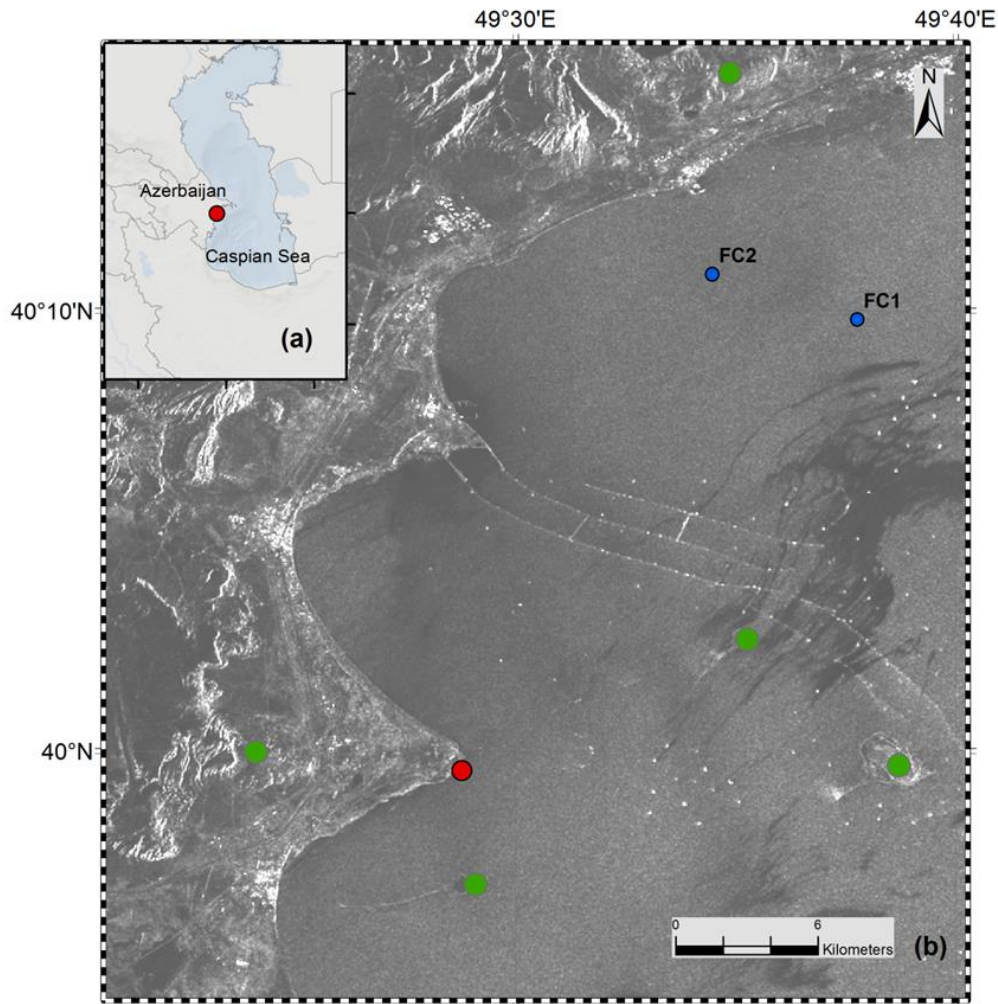 49°30'E
49°40'E
N
Azerbaijan
Caspian Sea
(a)
FC2
FC1
40°10'N
40°N
0
6
Kilometers
(b)